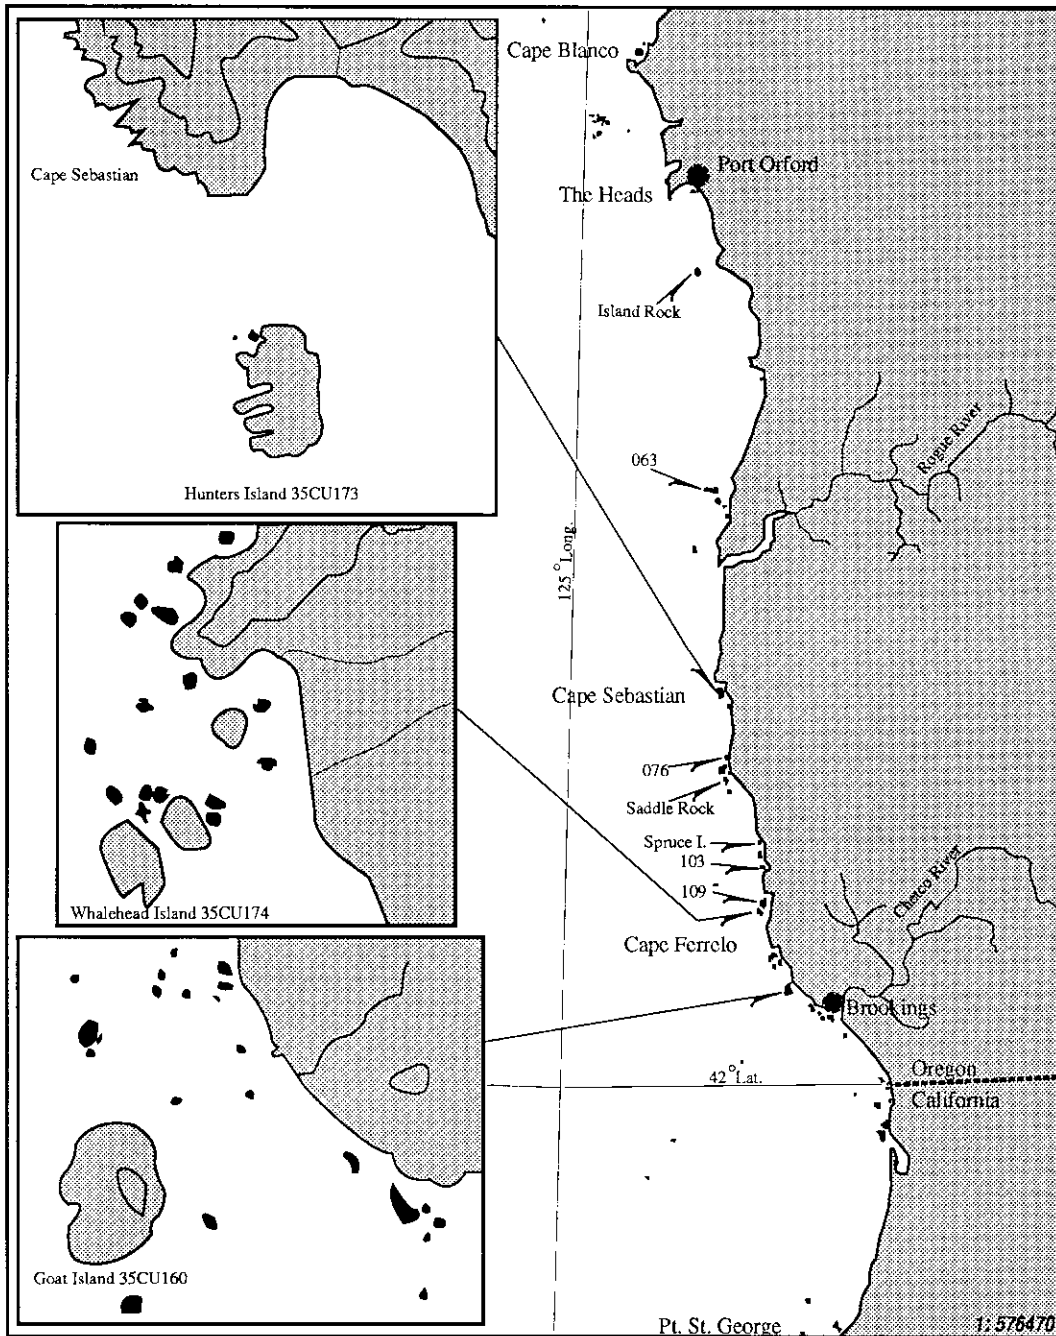 Cape Sebastian
Hunters Island 35CU173
Whalehead Island 35CU174
Goat Island 35CU160
Cape Blanco
Port Orford
The Heads
Island Rock
Rogue River
063
125° Long.
Cape Sebastian
076
Saddle Rock
Spruce I.
103
109
Chetco River
Cape Ferrelo
Brookings
42° Lat.
Oregon
California
Pt. St. George
1: 576470